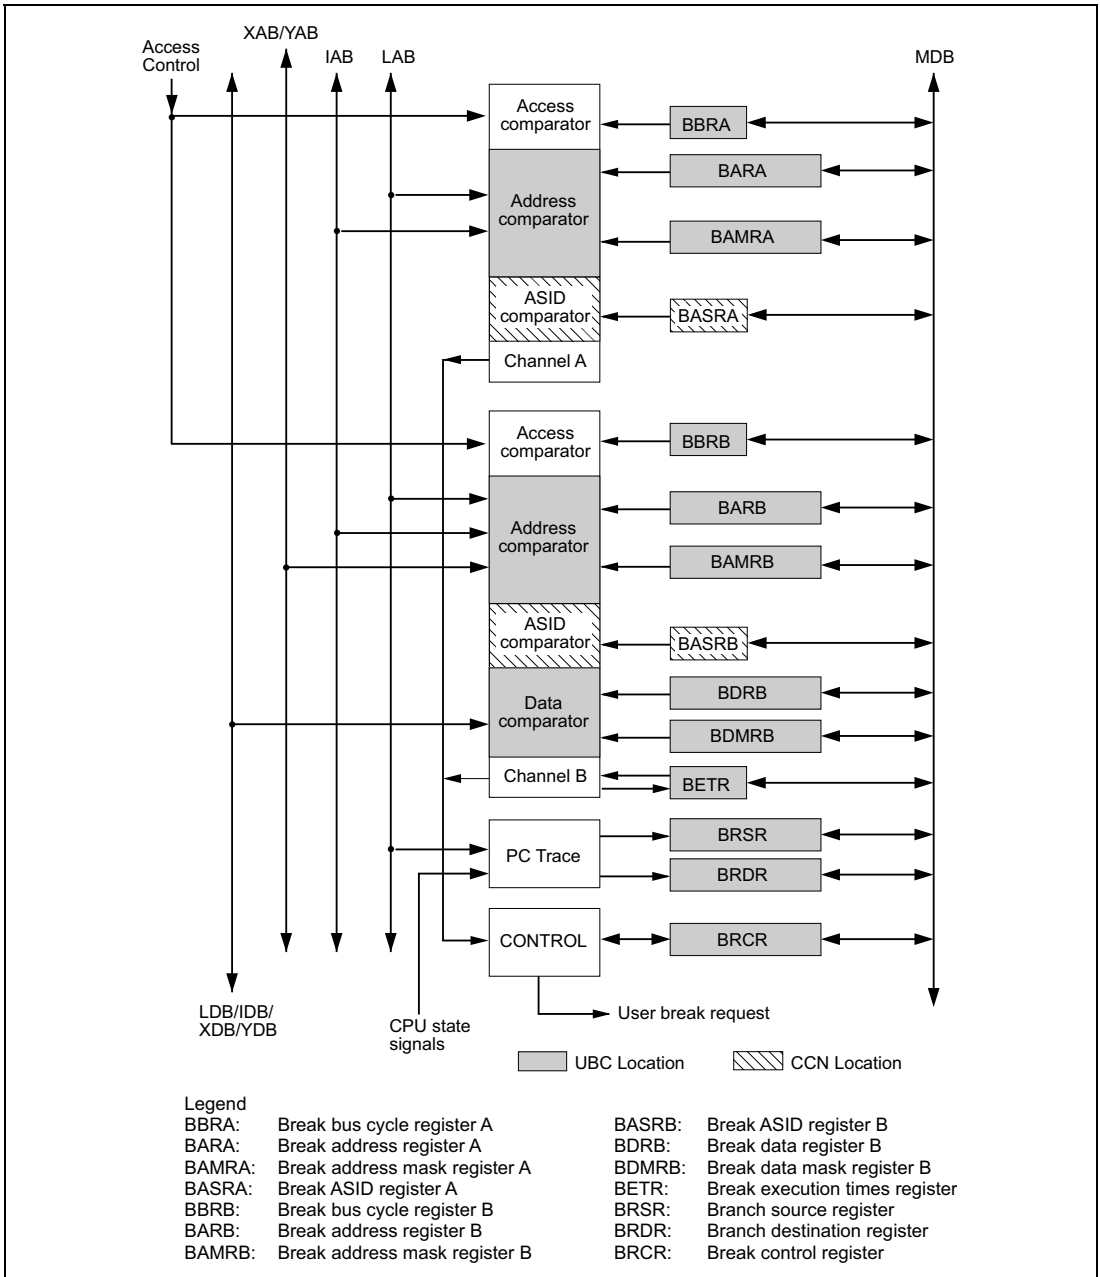 XAB/YAB
Access
Control
IAB
LAB
MDB
Access
comparator
BBRA
BARA
Address
comparator
BAMRA
ASID
comparator
BASRA
Channel A
Access
comparator
BBRB
BARB
Address
comparator
BAMRB
ASID
comparator
BASRB
BDRB
Data
comparator
BDMRB
Channel B
BETR
BRSR
PC Trace
BRDR
CONTROL
BRCR
LDB/IDB/
XDB/YDB
CPU state
signals
User break request
UBC Location
CCN Location
Legend
BBRA: Break bus cycle register A
BARA: Break address register A
BAMRA: Break address mask register A
BASRA: Break ASID register A
BBRB: Break bus cycle register B
BARB: Break address register B
BAMRB: Break address mask register B
BASRB: Break ASID register B
BDRB: Break data register B
BDMRB: Break data mask register B
BETR: Break execution times register
BRSR: Branch source register
BRDR: Branch destination register
BRCR: Break control register